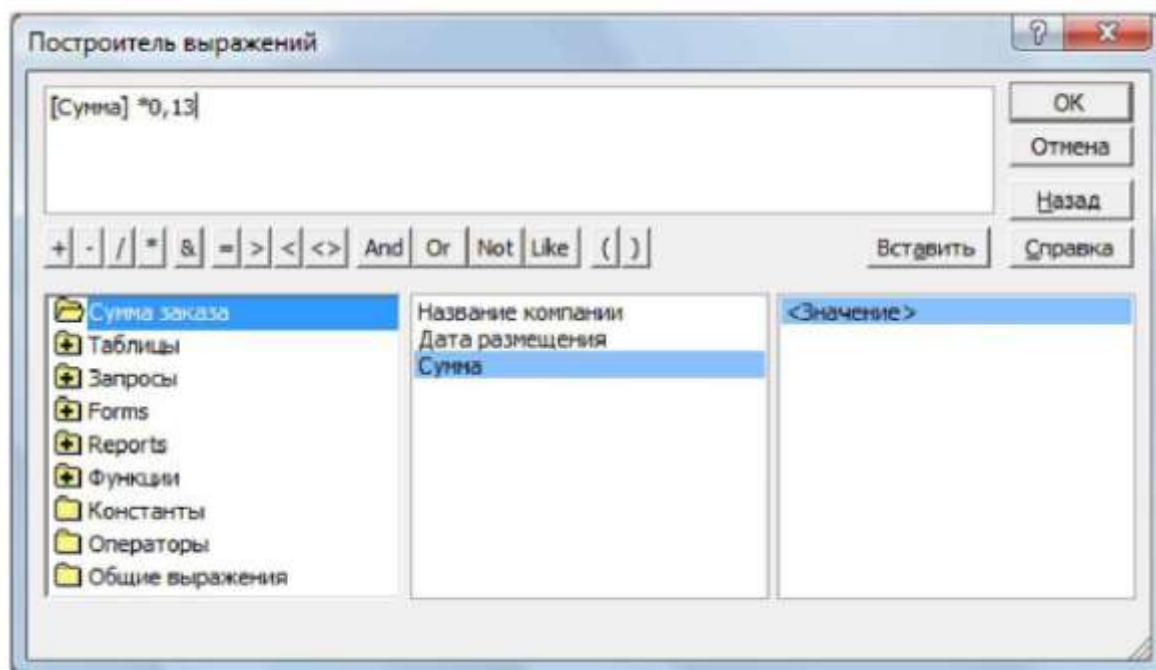 Построитель выражений
[Сумма] *0,13
OK
Отмена
Назад
+ - / * & = > < <> And Or Not Like ( ) Вставить Справка
Сумма заказа
Таблицы
Запросы
Forms
Reports
Функции
Константы
Операторы
Общие выражения
Название компании
Дата размещения
Сумма
<Значение>